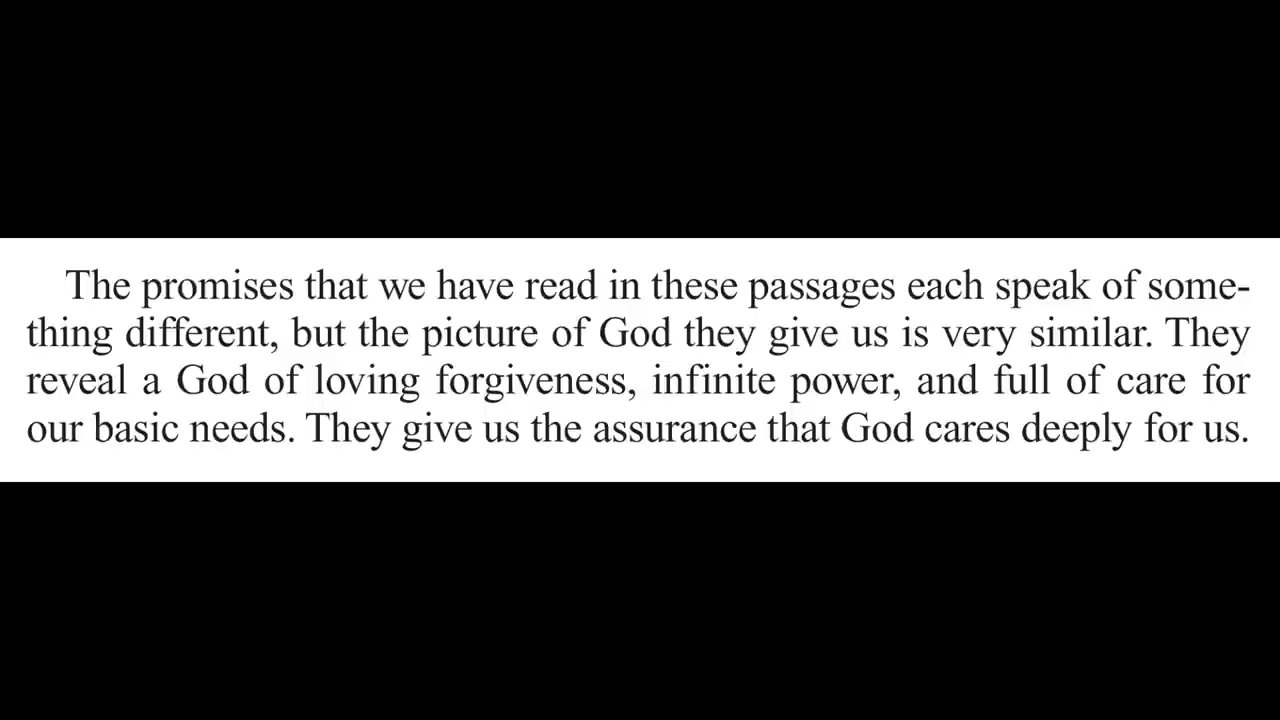 The promises that we have read in these passages each speak of some-
thing different, but the picture of God they give us is very similar. They
reveal a God of loving forgiveness, infinite power, and full of care for
our basic needs. They give us the assurance that God cares deeply for us.